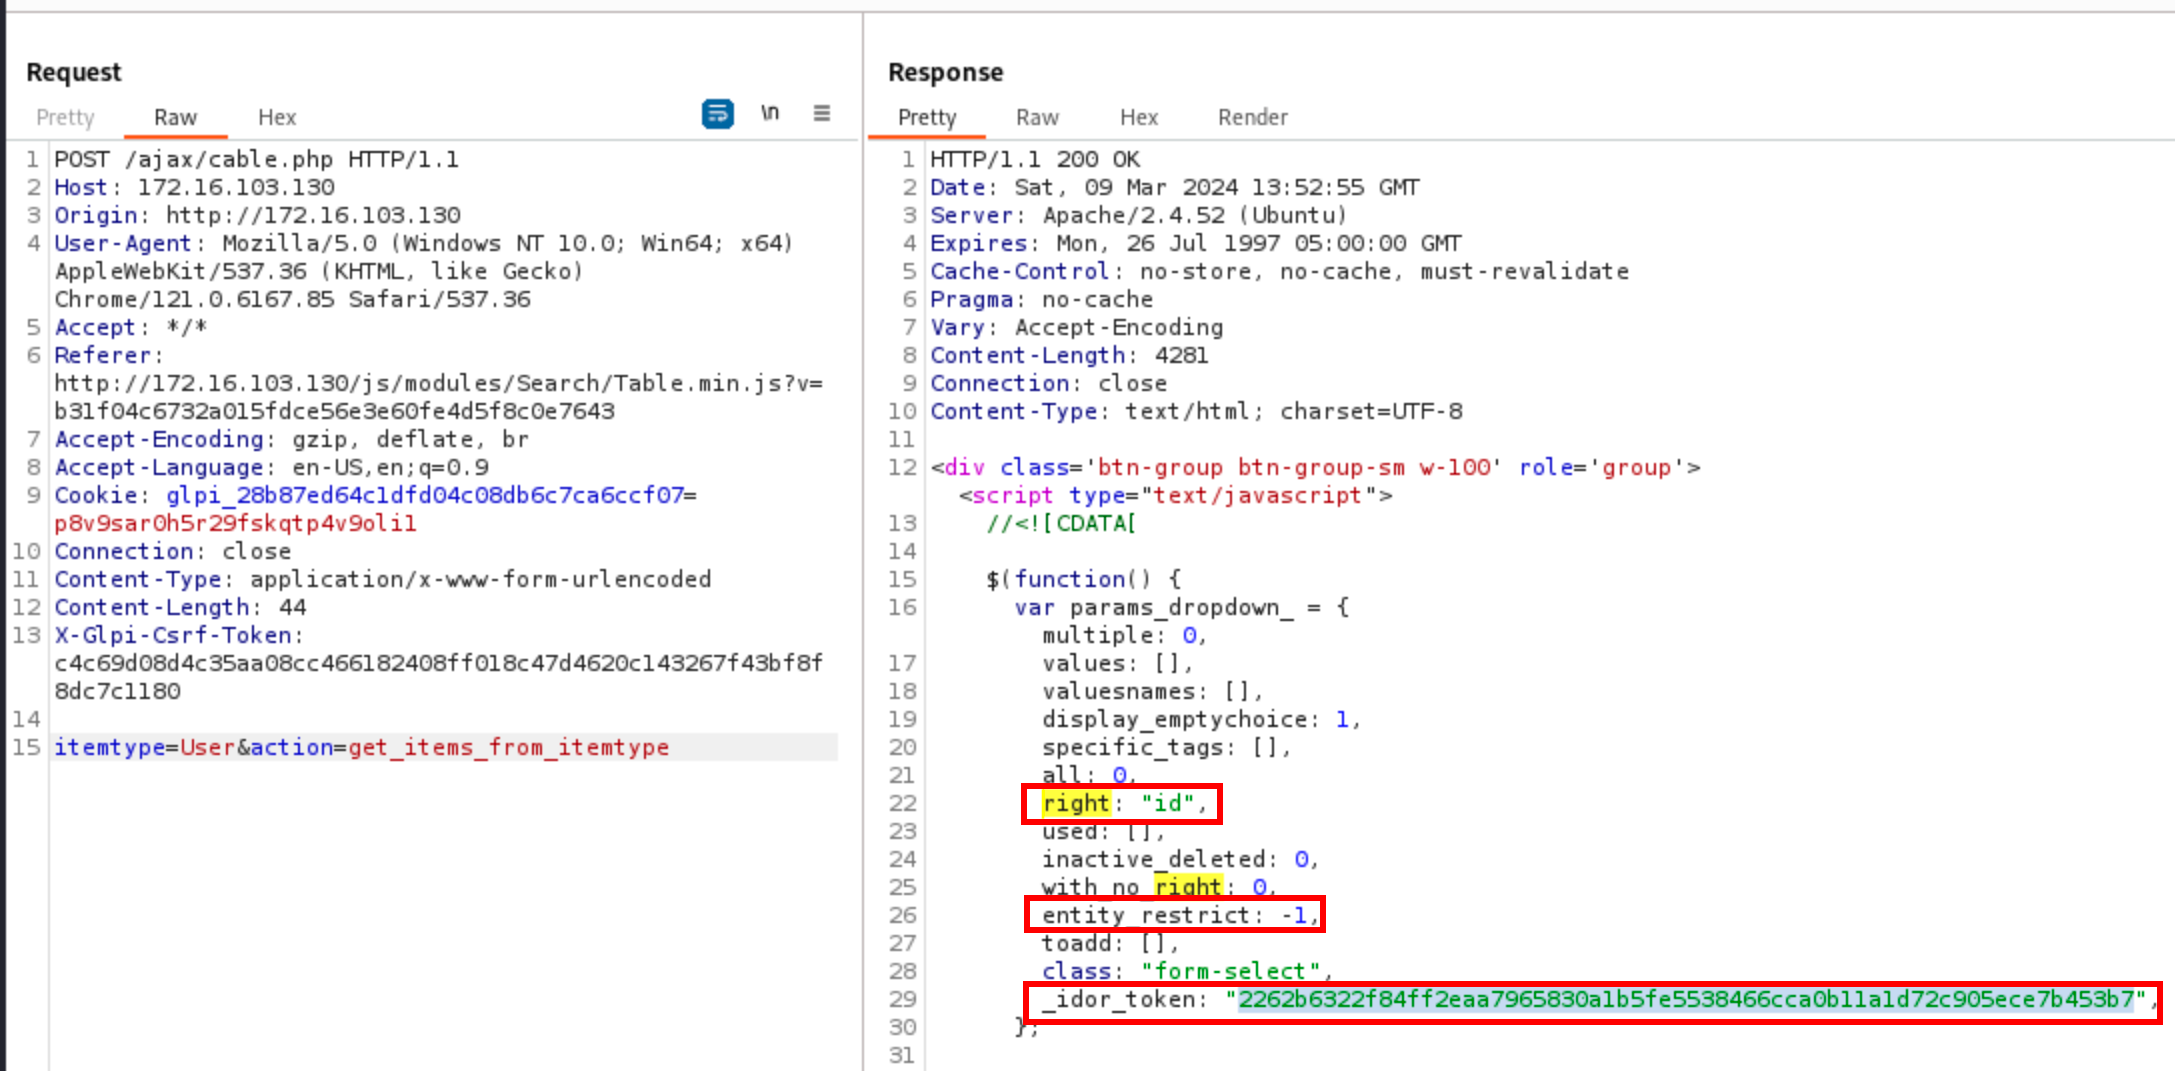 Request
Pretty Raw Hex \n
1 POST /ajax/cable.php HTTP/1.1
2 Host: 172.16.103.130
3 Origin: http://172.16.103.130
4 User-Agent: Mozilla/5.0 (Windows NT 10.0; Win64; x64)
AppleWebKit/537.36 (KHTML, like Gecko)
Chrome/121.0.6167.85 Safari/537.36
5 Accept: */*
6 Referer:
http://172.16.103.130/js/modules/Search/Table.min.js?v=
b31f04c6732a015fdce56e3e60fe4d5f8c0e7643
7 Accept-Encoding: gzip, deflate, br
8 Accept-Language: en-US,en;q=0.9
9 Cookie: glpi_28b87ed64c1dfd04c08db6c7ca6ccf07=
p8v9sar0h5r29fskqtp4v9oli1
10 Connection: close
11 Content-Type: application/x-www-form-urlencoded
12 Content-Length: 44
13 X-Glpi-Csrf-Token:
c4c69d08d4c35aa08cc466182408ff018c47d4620c143267f43bf8f
8dc7c1180
14
15 itemtype=User&action=get_items_from_itemtype
Response
Pretty Raw Hex Render
1 HTTP/1.1 200 OK
2 Date: Sat, 09 Mar 2024 13:52:55 GMT
3 Server: Apache/2.4.52 (Ubuntu)
4 Expires: Mon, 26 Jul 1997 05:00:00 GMT
5 Cache-Control: no-store, no-cache, must-revalidate
6 Pragma: no-cache
7 Vary: Accept-Encoding
8 Content-Length: 4281
9 Connection: close
10 Content-Type: text/html; charset=UTF-8
11
12 <div class='btn-group btn-group-sm w-100' role='group'>
<script type="text/javascript">
13 //<![CDATA[
14
15 $(function() {
16 var params_dropdown_ = {
multiple: 0,
17 values: [],
18 valuesnames: [],
19 display_emptychoice: 1,
20 specific_tags: [],
21 all: 0,
22 right: "id",
23 used: [],
24 inactive_deleted: 0,
25 with_no_right: 0,
26 entity_restrict: -1,
27 toadd: [],
28 class: "form-select",
29 _idor_token: "2262b6322f84ff2eaa7965830a1b5fe5538466cca0b11a1d72c905ece7b453b7",
30 };
31